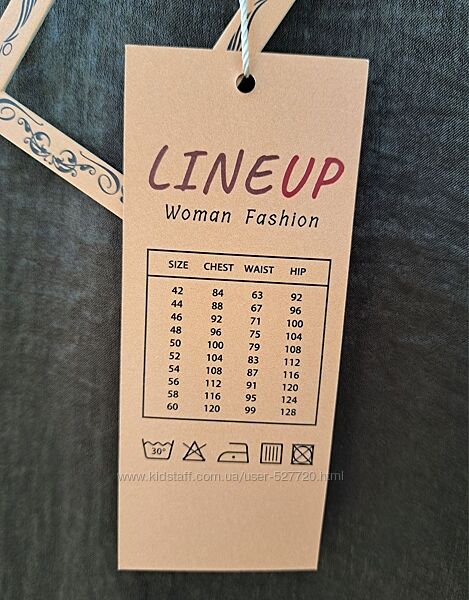 LINEUP
Woman Fashion
SIZE CHEST WAIST HIP
42 84 63 92
44 88 67 96
46 92 71 100
48 96 75 104
50 100 79 108
52 104 83 112
54 108 87 116
56 112 91 120
58 116 95 124
60 120 99 128
30°
www.kidstaff.com.ua/user-527720.html